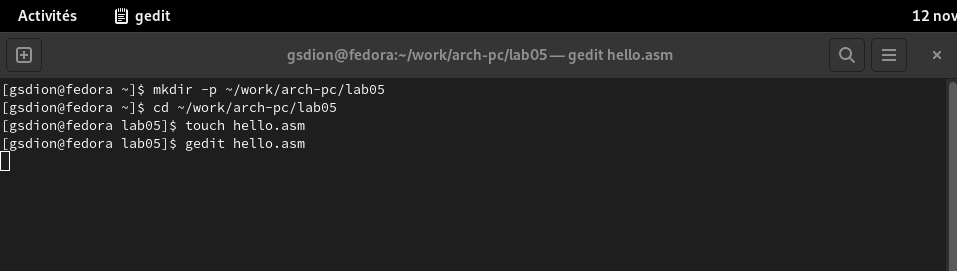 Activités gedit 12 nov
gsdion@fedora:~/work/arch-pc/lab05 — gedit hello.asm
[gsdion@fedora ~]$ mkdir -p ~/work/arch-pc/lab05
[gsdion@fedora ~]$ cd ~/work/arch-pc/lab05
[gsdion@fedora lab05]$ touch hello.asm
[gsdion@fedora lab05]$ gedit hello.asm